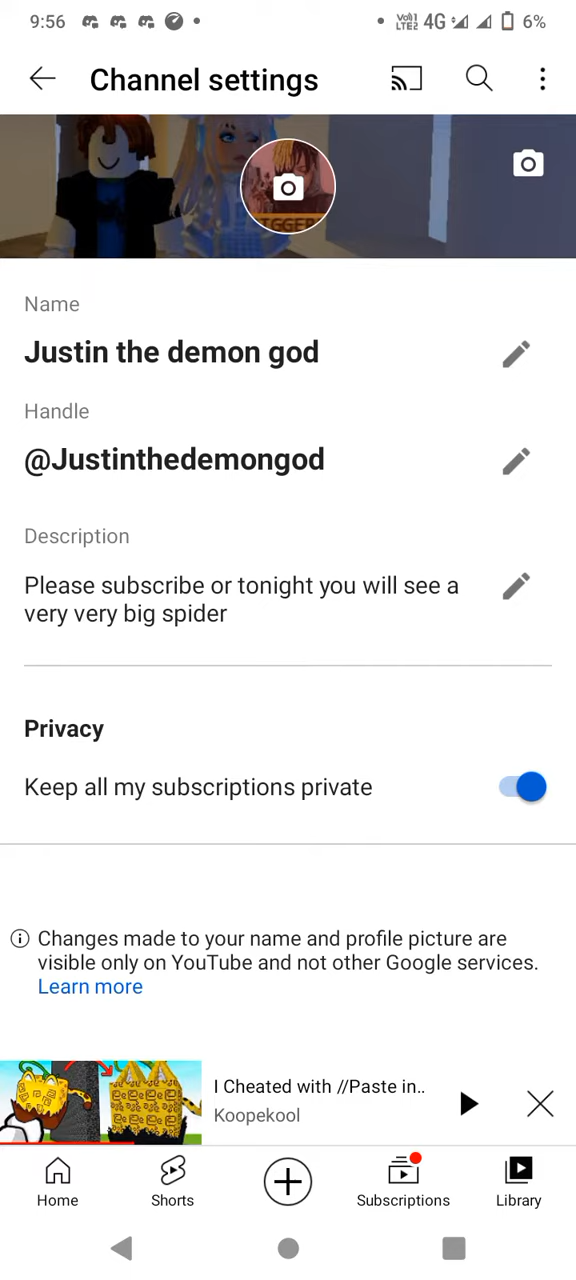 9:56
Vo))1 LTE2 4G 6%
Channel settings
Name
Justin the demon god
Handle
@Justinthedemongod
Description
Please subscribe or tonight you will see a
very very big spider
Privacy
Keep all my subscriptions private
Changes made to your name and profile picture are
visible only on YouTube and not other Google services.
Learn more
I Cheated with //Paste in..
Koopekool
Home
Shorts
Subscriptions
Library